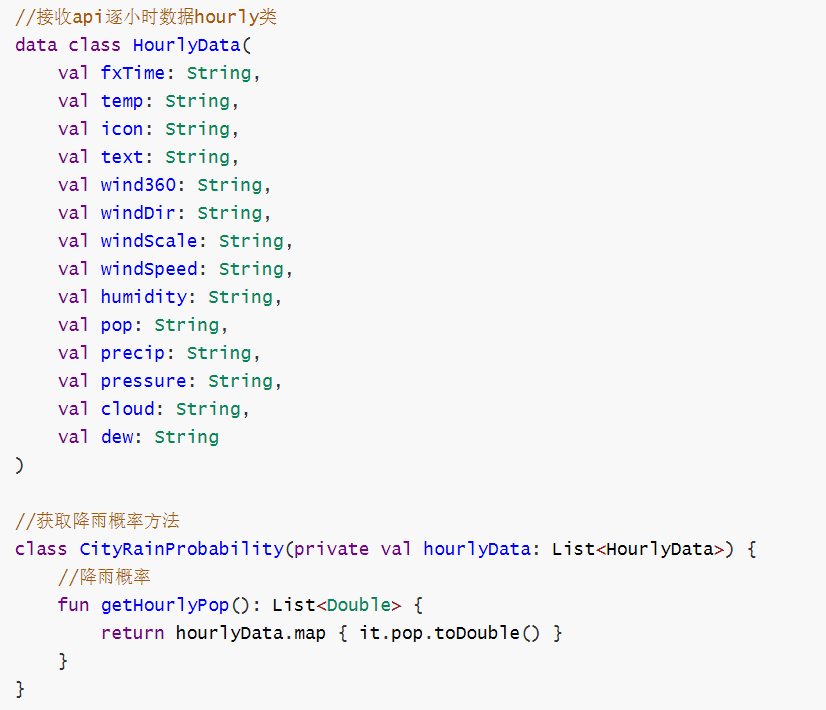 //接收api逐小时数据hourly类
data class HourlyData(
    val fxTime: String,
    val temp: String,
    val icon: String,
    val text: String,
    val wind360: String,
    val windDir: String,
    val windScale: String,
    val windSpeed: String,
    val humidity: String,
    val pop: String,
    val precip: String,
    val pressure: String,
    val cloud: String,
    val dew: String
)
//获取降雨概率方法
class CityRainProbability(private val hourlyData: List<HourlyData>) {
    //降雨概率
    fun getHourlyPop(): List<Double> {
        return hourlyData.map { it.pop.toDouble() }
    }
}